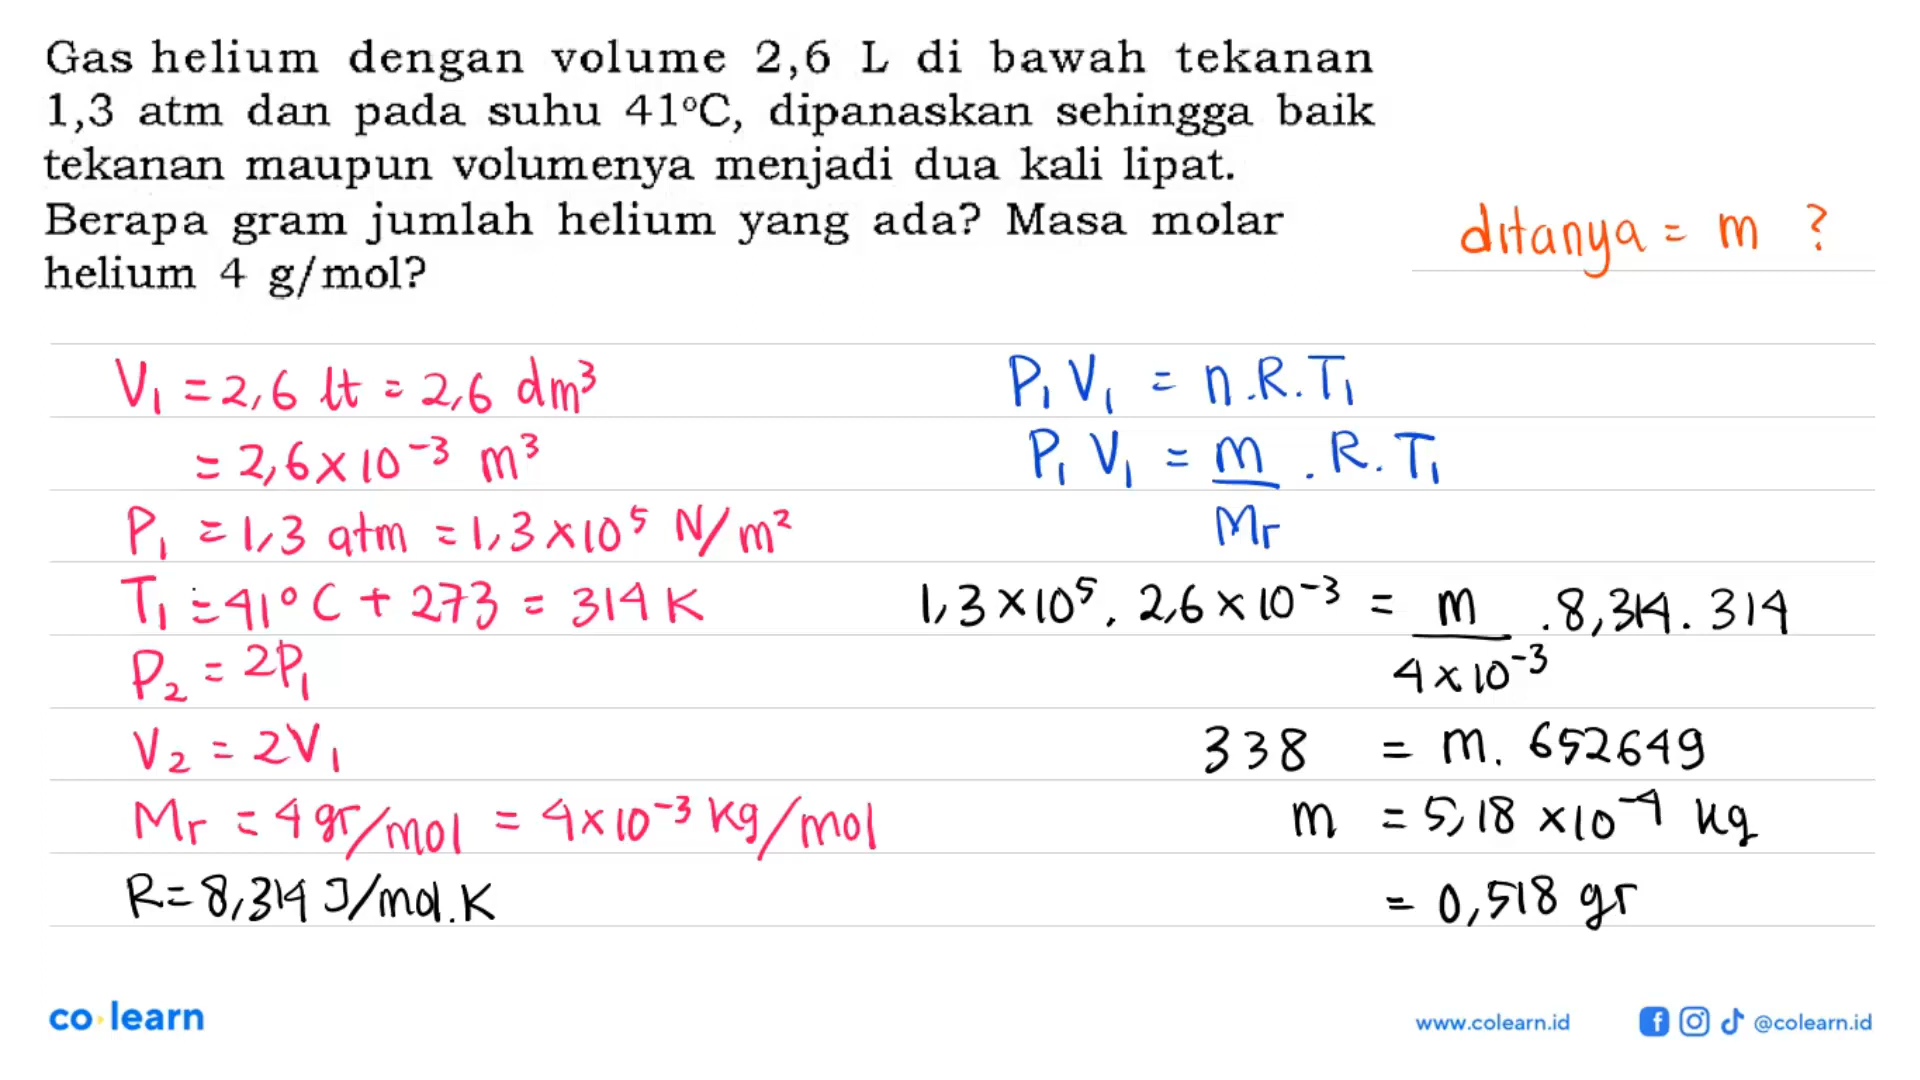 Gas helium dengan volume 2,6 L di bawah tekanan
1,3 atm dan pada suhu 41°C, dipanaskan sehingga baik
tekanan maupun volumenya menjadi dua kali lipat.
Berapa gram jumlah helium yang ada? Masa molar
helium 4 g/mol?
ditanya = m ?
V₁ = 2,6 lt = 2,6 dm³
= 2,6 x 10⁻³ m³
P₁ = 1,3 atm = 1,3 x 10⁵ N/m²
T₁ = 41°C + 273 = 314 K
P₂ = 2P₁
V₂ = 2V₁
Mr = 4 gr/mol = 4 x 10⁻³ kg/mol
R = 8,314 J/mol.K
P₁ V₁ = n.R.T₁
P₁ V₁ = m/Mr . R. T₁
1,3 x 10⁵ . 2,6 x 10⁻³ = m/4 x 10⁻³ . 8,314 . 314
338 = m. 652649
m = 5,18 x 10⁻⁴ kg
= 0,518 gr
co learn
www.colearn.id @colearn.id